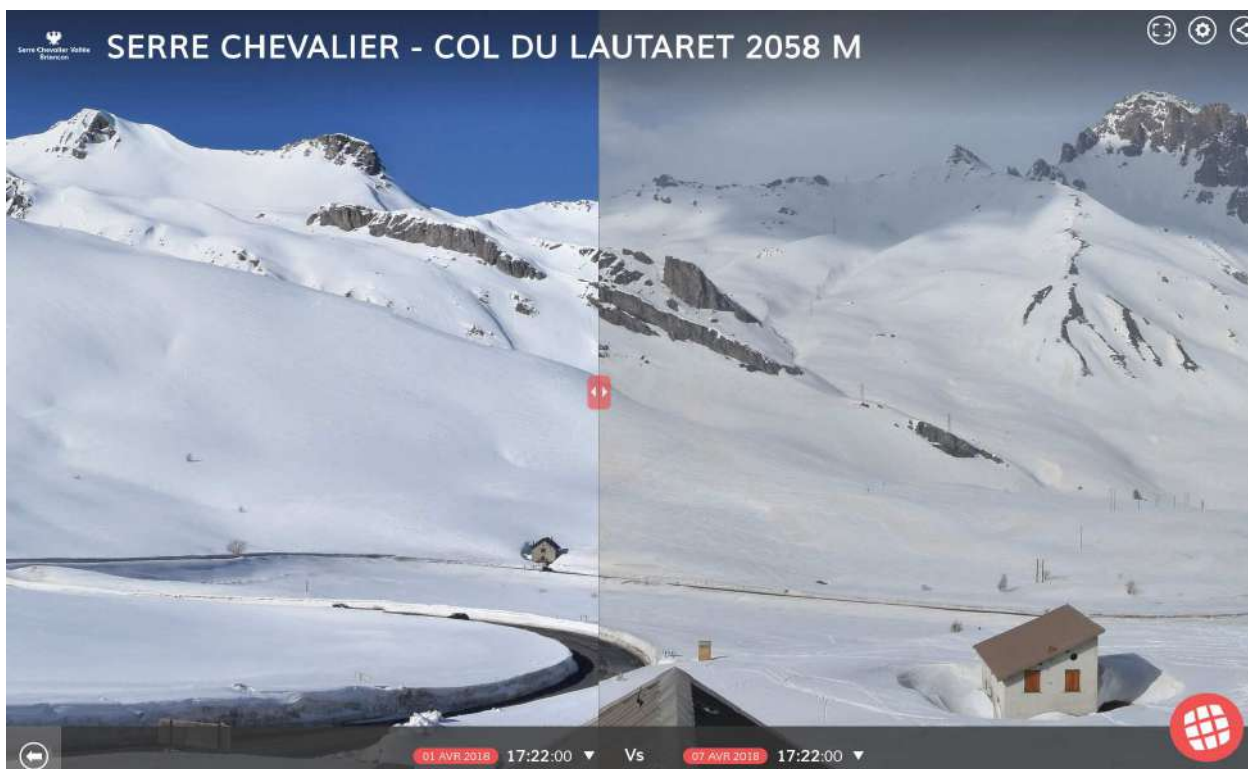 Serre Chevalier Vallée
Briançon
SERRE CHEVALIER - COL DU LAUTARET 2058 M
01 AVR 2018 17:22:00 Vs 07 AVR 2018 17:22:00